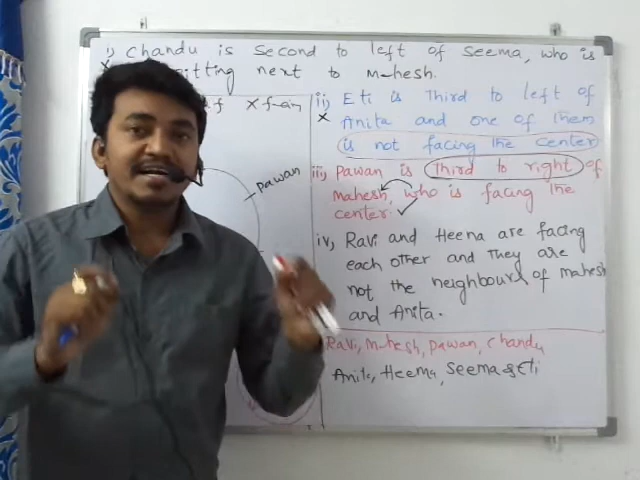 i) Chandu is second to left of Seema, who is
sitting next to Mahesh.
X f-ain
ii) Eti is Third to left of
Anita and one of them
is not facing the center
iii) Pawan is Third to right of
Mahesh, who is facing the
center.
iv) Ravi and Heena are facing
each other and they are
not the neighbours of mahesh
and Anita.
Pawan
Ravi, Mahesh, Pawan, Chandu
Anita, Heema, Seema & Eti